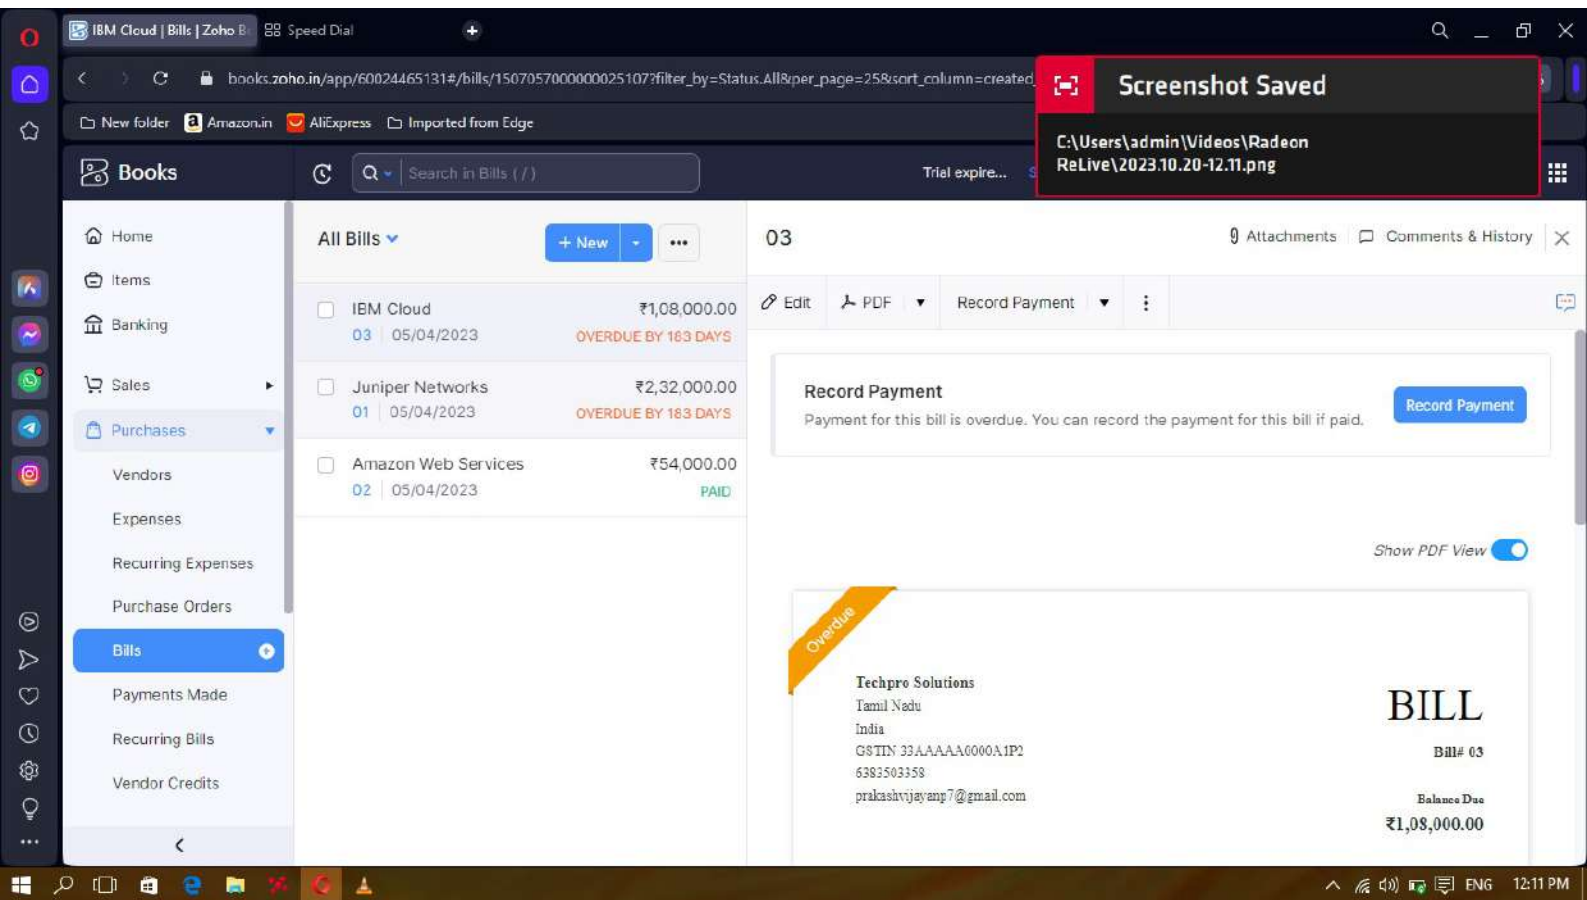 IBM Cloud | Bills | Zoho B
Speed Dial
books.zoho.in/app/60024465131#/bills/1507057000000025107?filter_by=Status.All&per_page=25&sort_column=created_
New folder
Amazon.in
AliExpress
Imported from Edge
Screenshot Saved
C:\Users\admin\Videos\Radeon
ReLive\2023.10.20-12.11.png
Books
Search in Bills ( / )
Trial expire...
Home
Items
Banking
Sales
Purchases
Vendors
Expenses
Recurring Expenses
Purchase Orders
Bills
Payments Made
Recurring Bills
Vendor Credits
All Bills
+ New
IBM Cloud ₹1,08,000.00
03 05/04/2023 OVERDUE BY 183 DAYS
Juniper Networks ₹2,32,000.00
01 05/04/2023 OVERDUE BY 183 DAYS
Amazon Web Services ₹54,000.00
02 05/04/2023 PAID
03
Attachments
Comments & History
Edit
PDF
Record Payment
Record Payment
Payment for this bill is overdue. You can record the payment for this bill if paid.
Record Payment
Show PDF View
Overdue
Techpro Solutions
Tamil Nadu
India
GSTIN 33AAAAA0000A1P2
6383503358
prakashvijayanp7@gmail.com
BILL
Bill# 03
Balance Due
₹1,08,000.00
ENG
12:11 PM